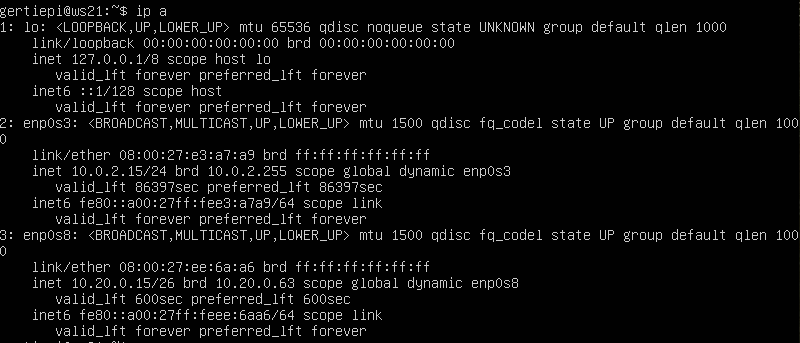 gertiepi@ws21:~$ ip a
1: lo: <LOOPBACK,UP,LOWER_UP> mtu 65536 qdisc noqueue state UNKNOWN group default qlen 1000
    link/loopback 00:00:00:00:00:00 brd 00:00:00:00:00:00
    inet 127.0.0.1/8 scope host lo
       valid_lft forever preferred_lft forever
    inet6 ::1/128 scope host
       valid_lft forever preferred_lft forever
2: enp0s3: <BROADCAST,MULTICAST,UP,LOWER_UP> mtu 1500 qdisc fq_codel state UP group default qlen 100
0
    link/ether 08:00:27:e3:a7:a9 brd ff:ff:ff:ff:ff:ff
    inet 10.0.2.15/24 brd 10.0.2.255 scope global dynamic enp0s3
       valid_lft 86397sec preferred_lft 86397sec
    inet6 fe80::a00:27ff:fee3:a7a9/64 scope link
       valid_lft forever preferred_lft forever
3: enp0s8: <BROADCAST,MULTICAST,UP,LOWER_UP> mtu 1500 qdisc fq_codel state UP group default qlen 100
0
    link/ether 08:00:27:ee:6a:a6 brd ff:ff:ff:ff:ff:ff
    inet 10.20.0.15/26 brd 10.20.0.63 scope global dynamic enp0s8
       valid_lft 600sec preferred_lft 600sec
    inet6 fe80::a00:27ff:feee:6aa6/64 scope link
       valid_lft forever preferred_lft forever